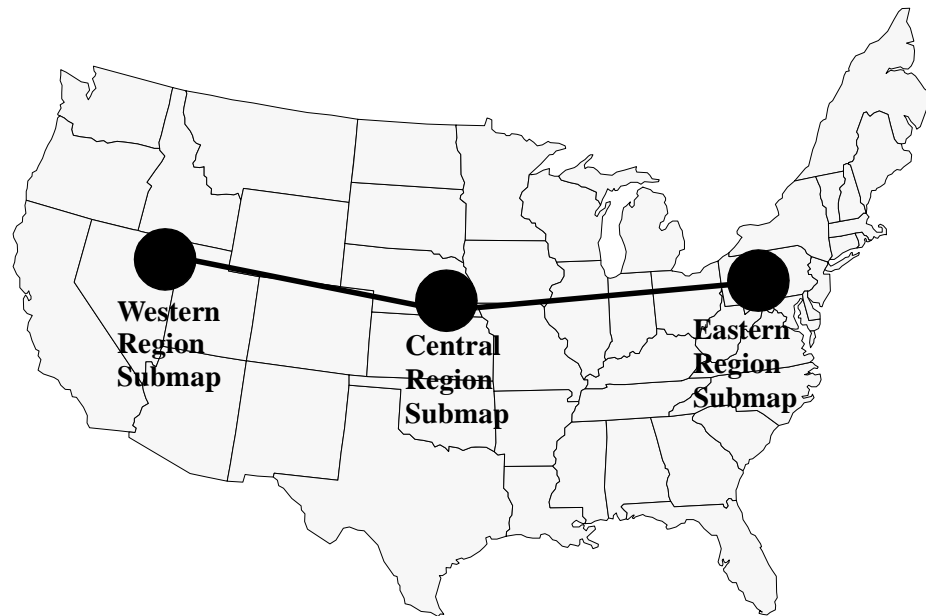 Western
Region
Submap
Central
Region
Submap
Eastern
Region
Submap